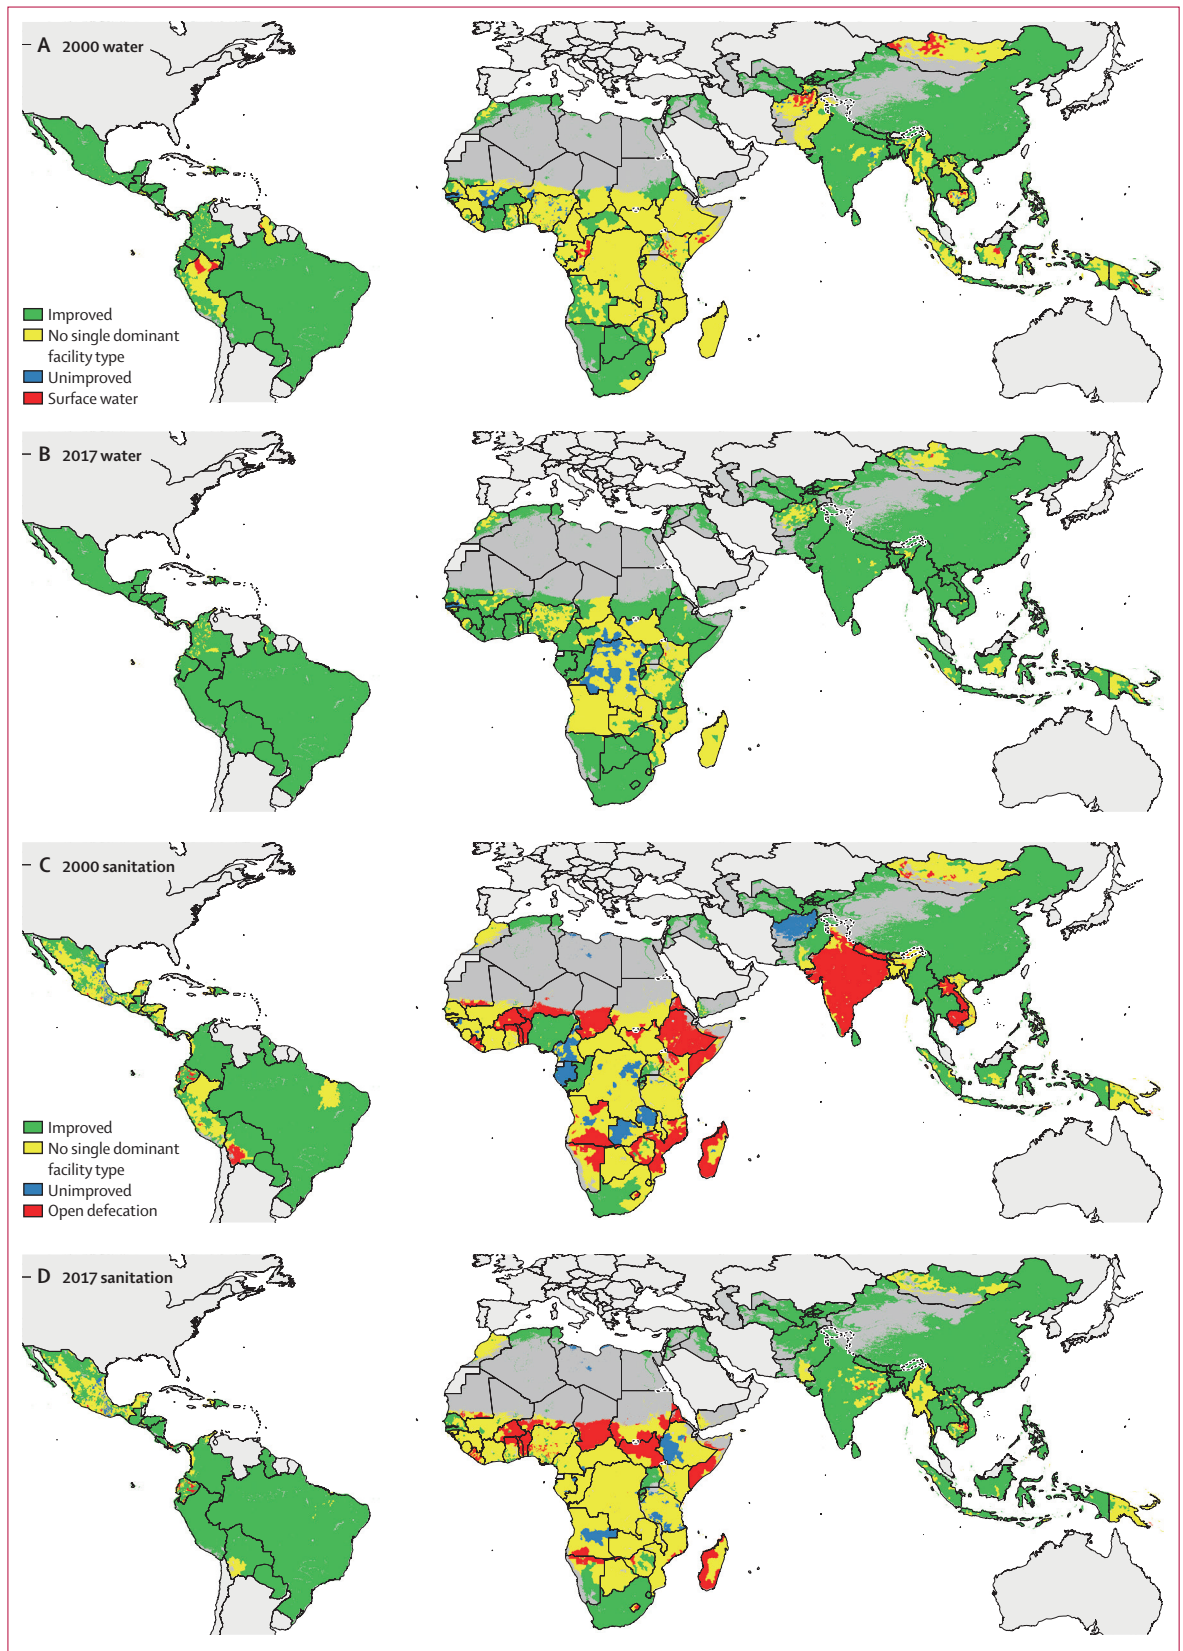 A 2000 water
Improved
No single dominant
facility type
Unimproved
Surface water
B 2017 water
C 2000 sanitation
Improved
No single dominant
facility type
Unimproved
Open defecation
D 2017 sanitation